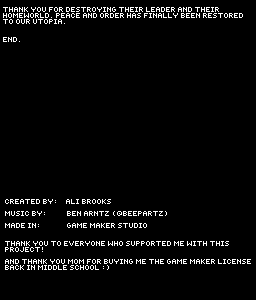 THANK YOU FOR DESTROYING THEIR LEADER AND THEIR
HOMEWORLD. PEACE AND ORDER HAS FINALLY BEEN RESTORED
TO OUR UTOPIA.
END.
CREATED BY: ALI BROOKS
MUSIC BY: BEN ARNTZ (@BEEPARTZ)
MADE IN: GAME MAKER STUDIO
THANK YOU TO EVERYONE WHO SUPPORTED ME WITH THIS
PROJECT!
AND THANK YOU MOM FOR BUYING ME THE GAME MAKER LICENSE
BACK IN MIDDLE SCHOOL :)